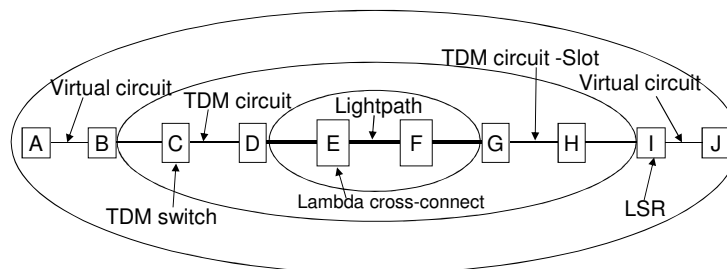 TDM circuit -Slot
Virtual circuit
Virtual circuit
TDM circuit
Lightpath
A B C D E F G H I J
Lambda cross-connect
LSR
TDM switch